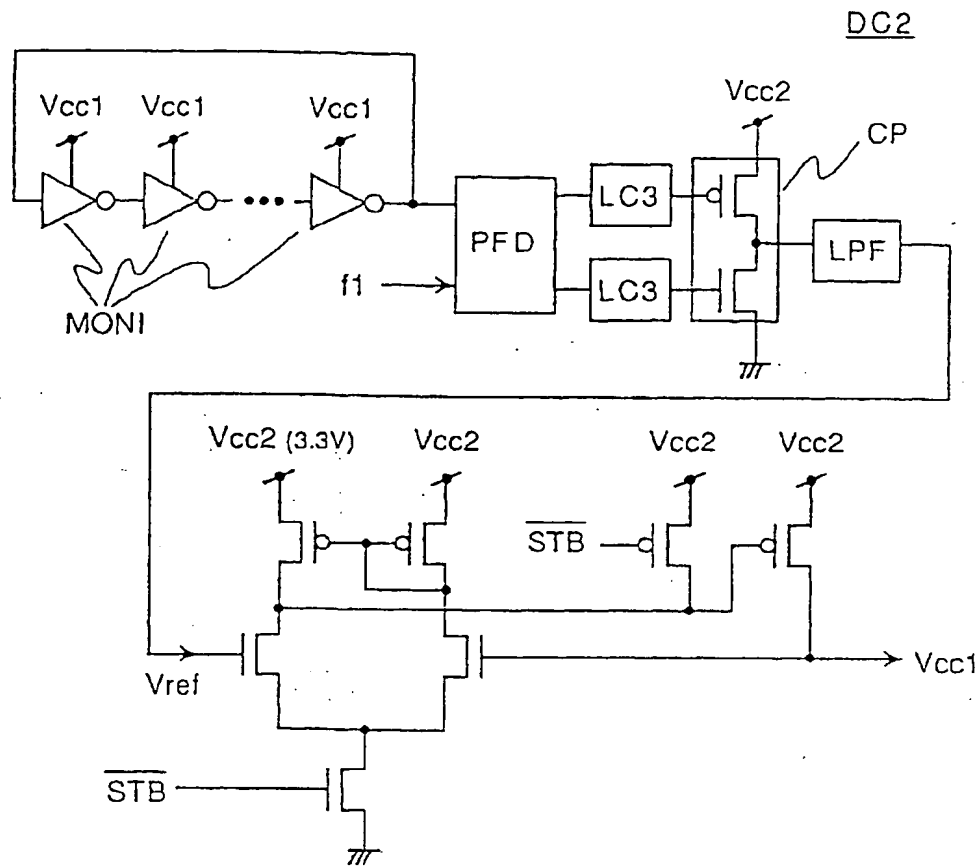 DC2
Vcc1 Vcc1 Vcc1
Vcc2
CP
LC3
PFD
LPF
f1
LC3
MONI
Vcc2 (3.3V) Vcc2 Vcc2 Vcc2
STB
Vref
Vcc1
STB